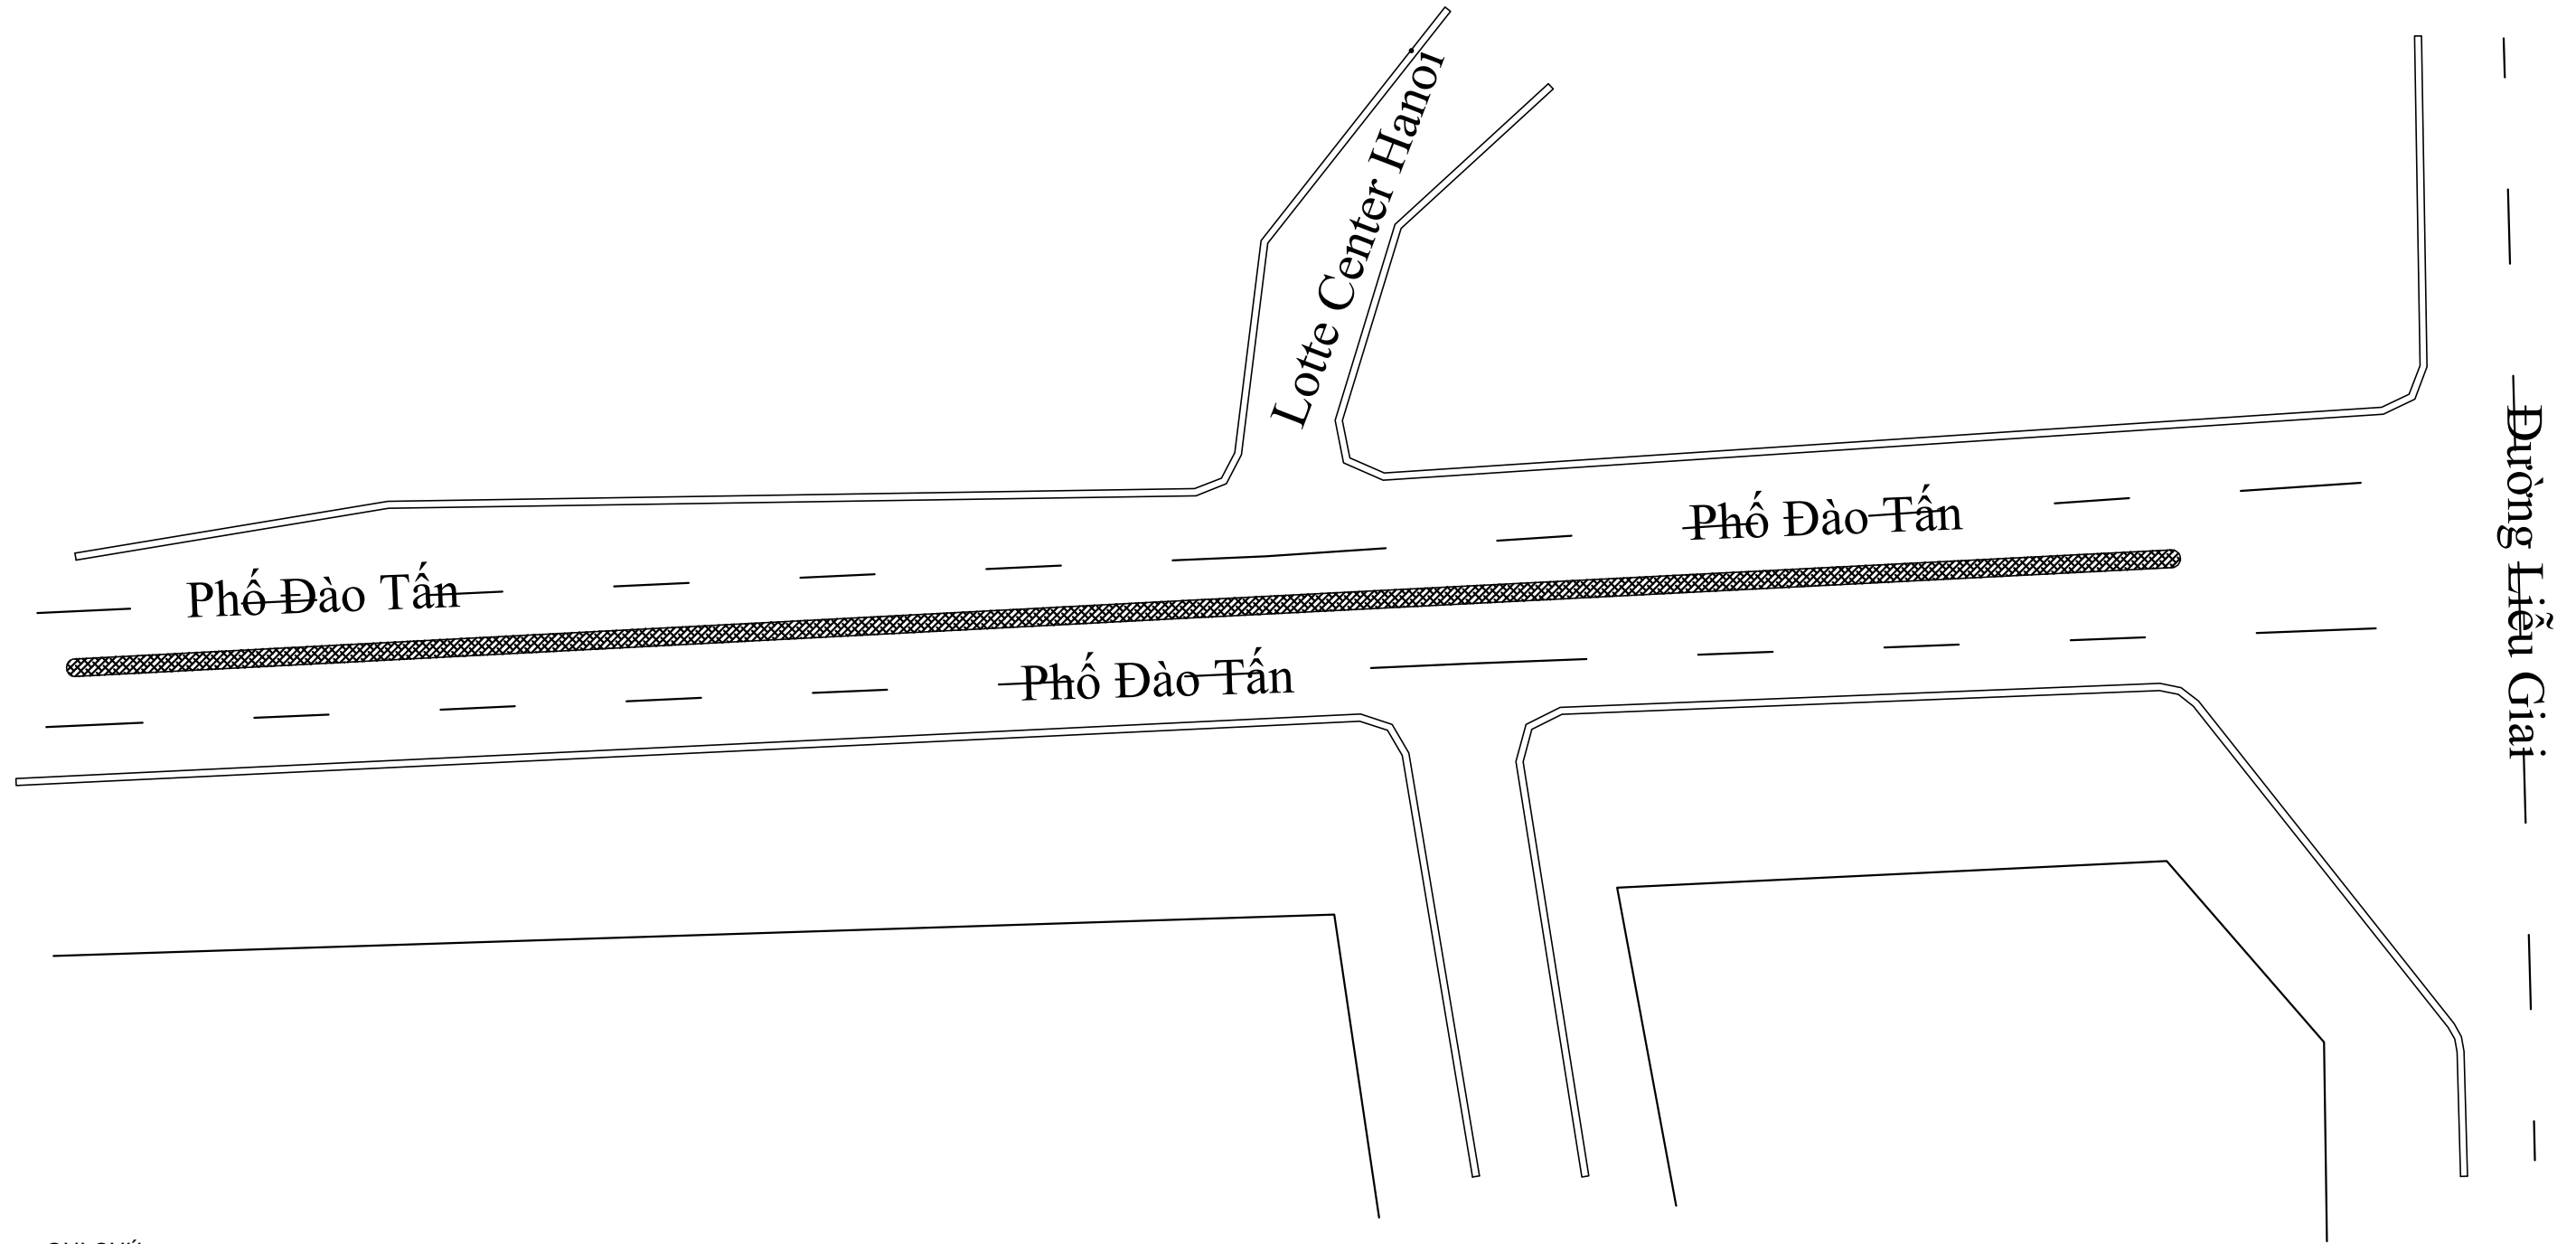 Lotte Center Hanoi
Phố Đào Tấn
Đường Liễu Giai
Phố Đào Tấn
Phố Đào Tấn